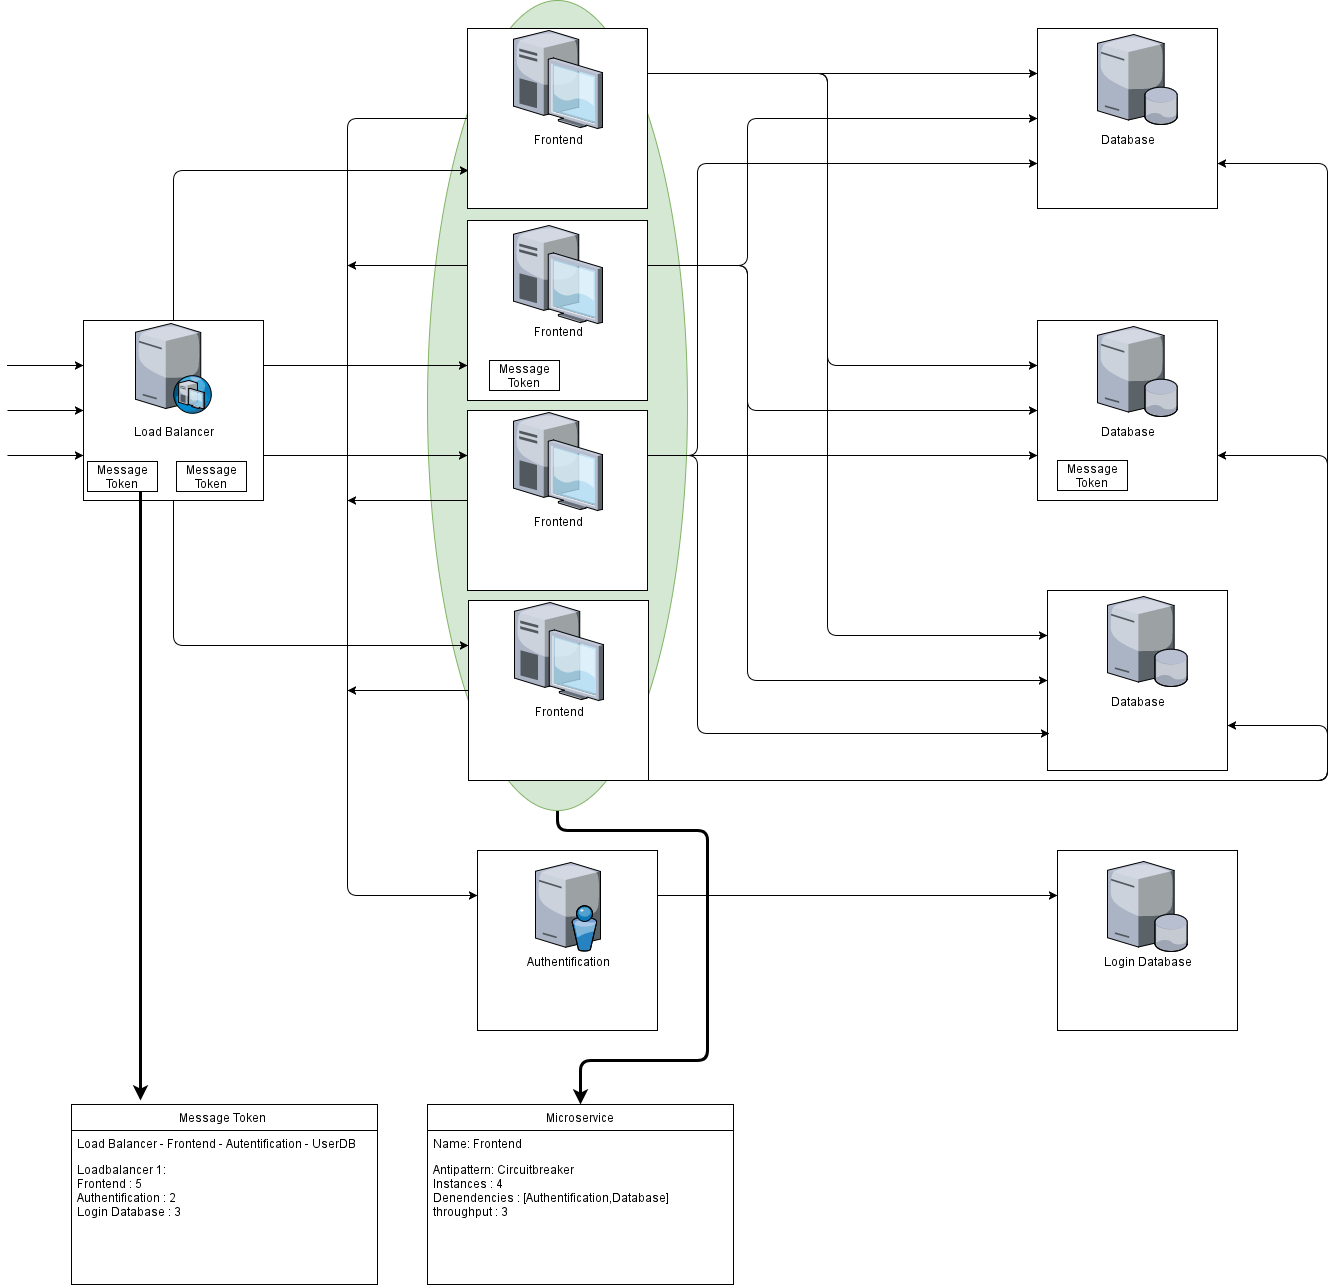 Frontend
Database
Frontend
Message
Token
Load Balancer
Message
Token
Message
Token
Database
Message
Token
Frontend
Frontend
Database
Authentification
Login Database
Message Token
Load Balancer - Frontend - Autentification - UserDB
Loadbalancer 1:
Frontend : 5
Authentification : 2
Login Database : 3
Microservice
Name: Frontend
Antipattern: Circuitbreaker
Instances : 4
Denendencies : [Authentification,Database]
throughput : 3